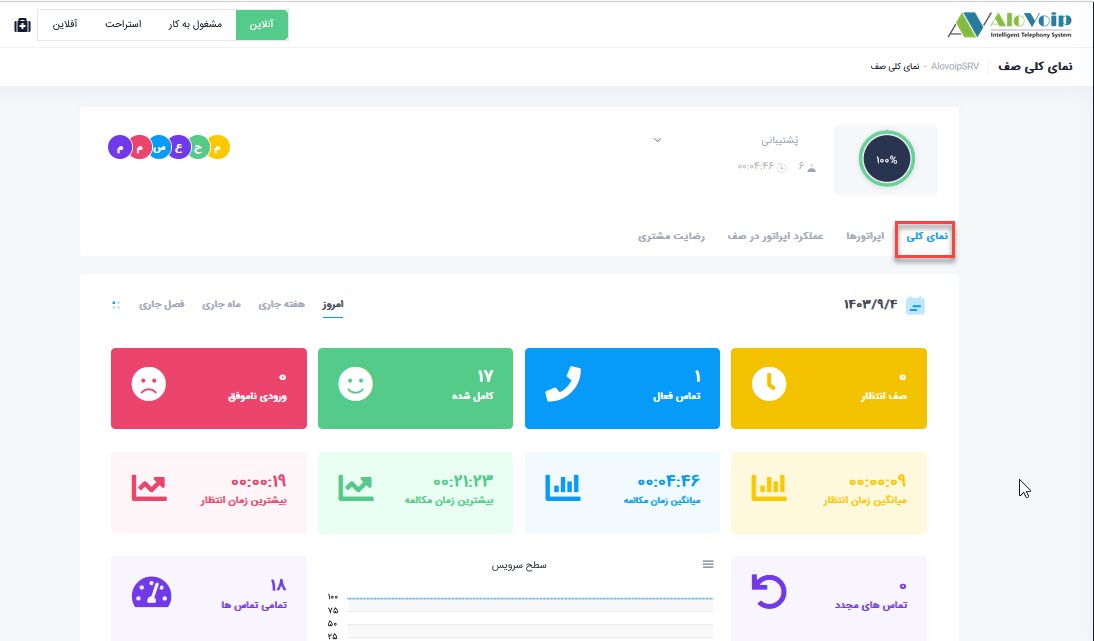 AloVoip
Intelligent Telephony System
آنلاین
مشغول به کار
استراحت
آفلاین
نمای کلی صف
AlovoipSRV - نمای کلی صف
۱۰۰%
پشتیبانی
۶
۰۰:۰۴:۴۶
م
ح
ع
س
م
م
نمای کلی
اپراتورها
عملکرد اپراتور در صف
رضایت مشتری
۱۴۰۳/۹/۴
امروز
هفته جاری
ماه جاری
فصل جاری
۰
صف انتظار
۱
تماس فعال
۱۷
کامل شده
۰
ورودی ناموفق
۰۰:۰۰:۰۹
میانگین زمان انتظار
۰۰:۰۴:۴۶
میانگین زمان مکالمه
۰۰:۲۱:۲۳
بیشترین زمان مکالمه
۰۰:۰۰:۱۹
بیشترین زمان انتظار
۰
تماس های مجدد
سطح سرویس
۱۰۰
۷۵
۵۰
۲۵
۱۸
تمامی تماس ها